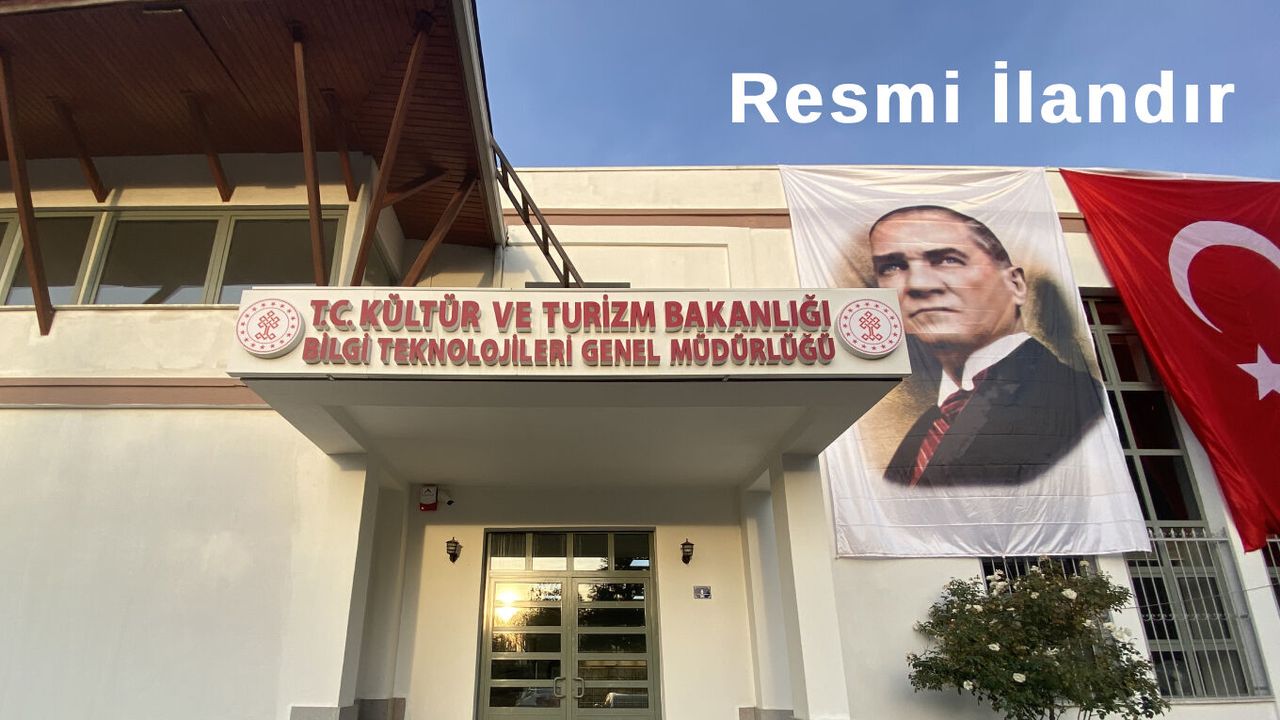 Resmi İlandır
T.C. KÜLTÜR VE TURİZM BAKANLIĞI
BİLGİ TEKNOLOJİLERİ GENEL MÜDÜRLÜĞÜ